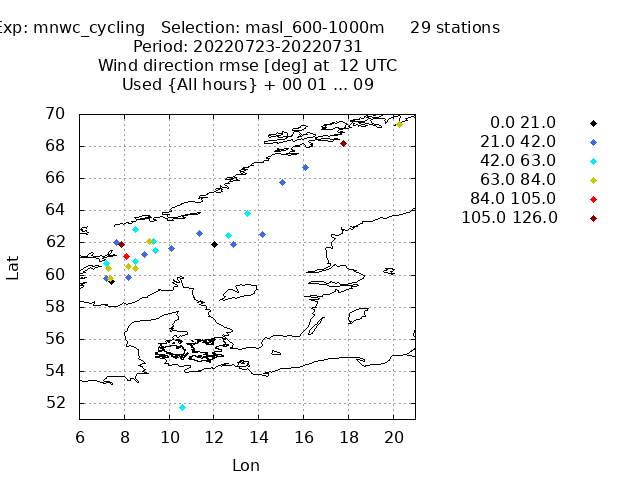 Exp: mnwc_cycling   Selection: masl_600-1000m     29 stations
Period: 20220723-20220731
Wind direction rmse [deg] at  12 UTC
Used {All hours} + 00 01 ... 09
0.0 21.0
21.0 42.0
42.0 63.0
63.0 84.0
84.0 105.0
105.0 126.0
Lat
70
68
66
64
62
60
58
56
54
52
6 8 10 12 14 16 18 20
Lon